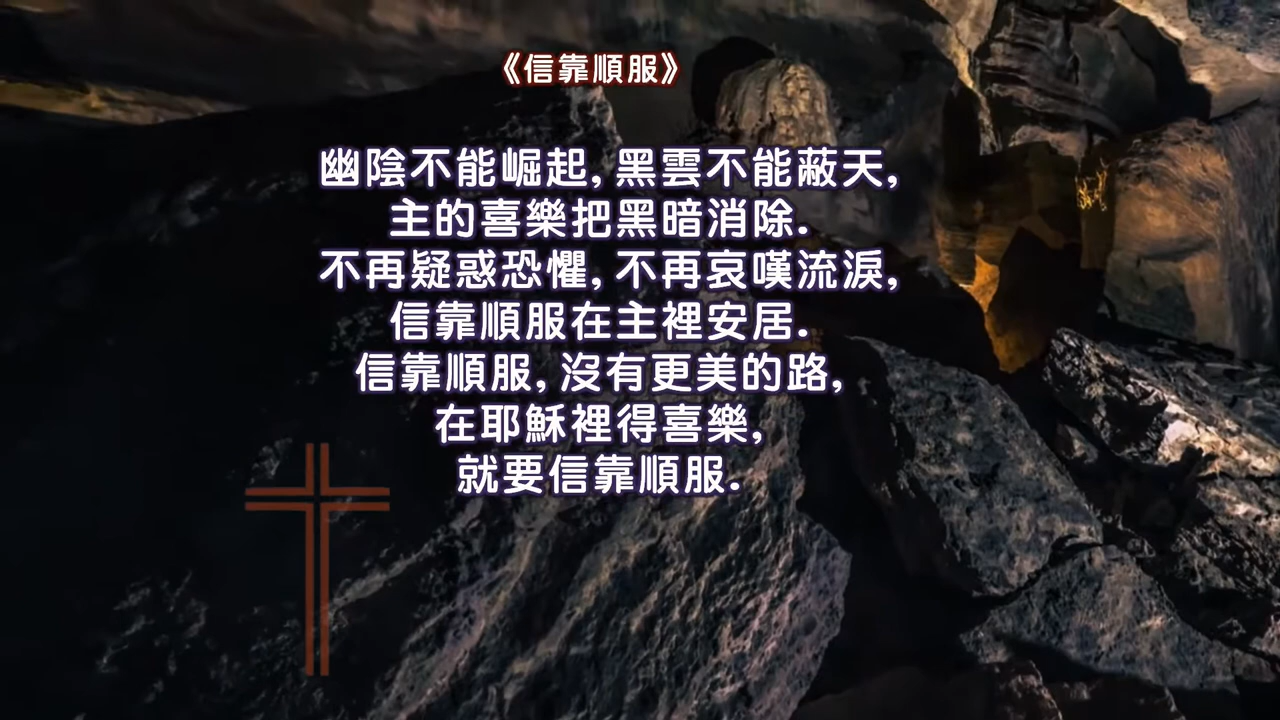 《信靠順服》
幽陰不能崛起, 黑雲不能蔽天,
主的喜樂把黑暗消除.
不再疑惑恐懼, 不再哀嘆流淚,
信靠順服在主裡安居.
信靠順服, 沒有更美的路,
在耶穌裡得喜樂,
就要信靠順服.